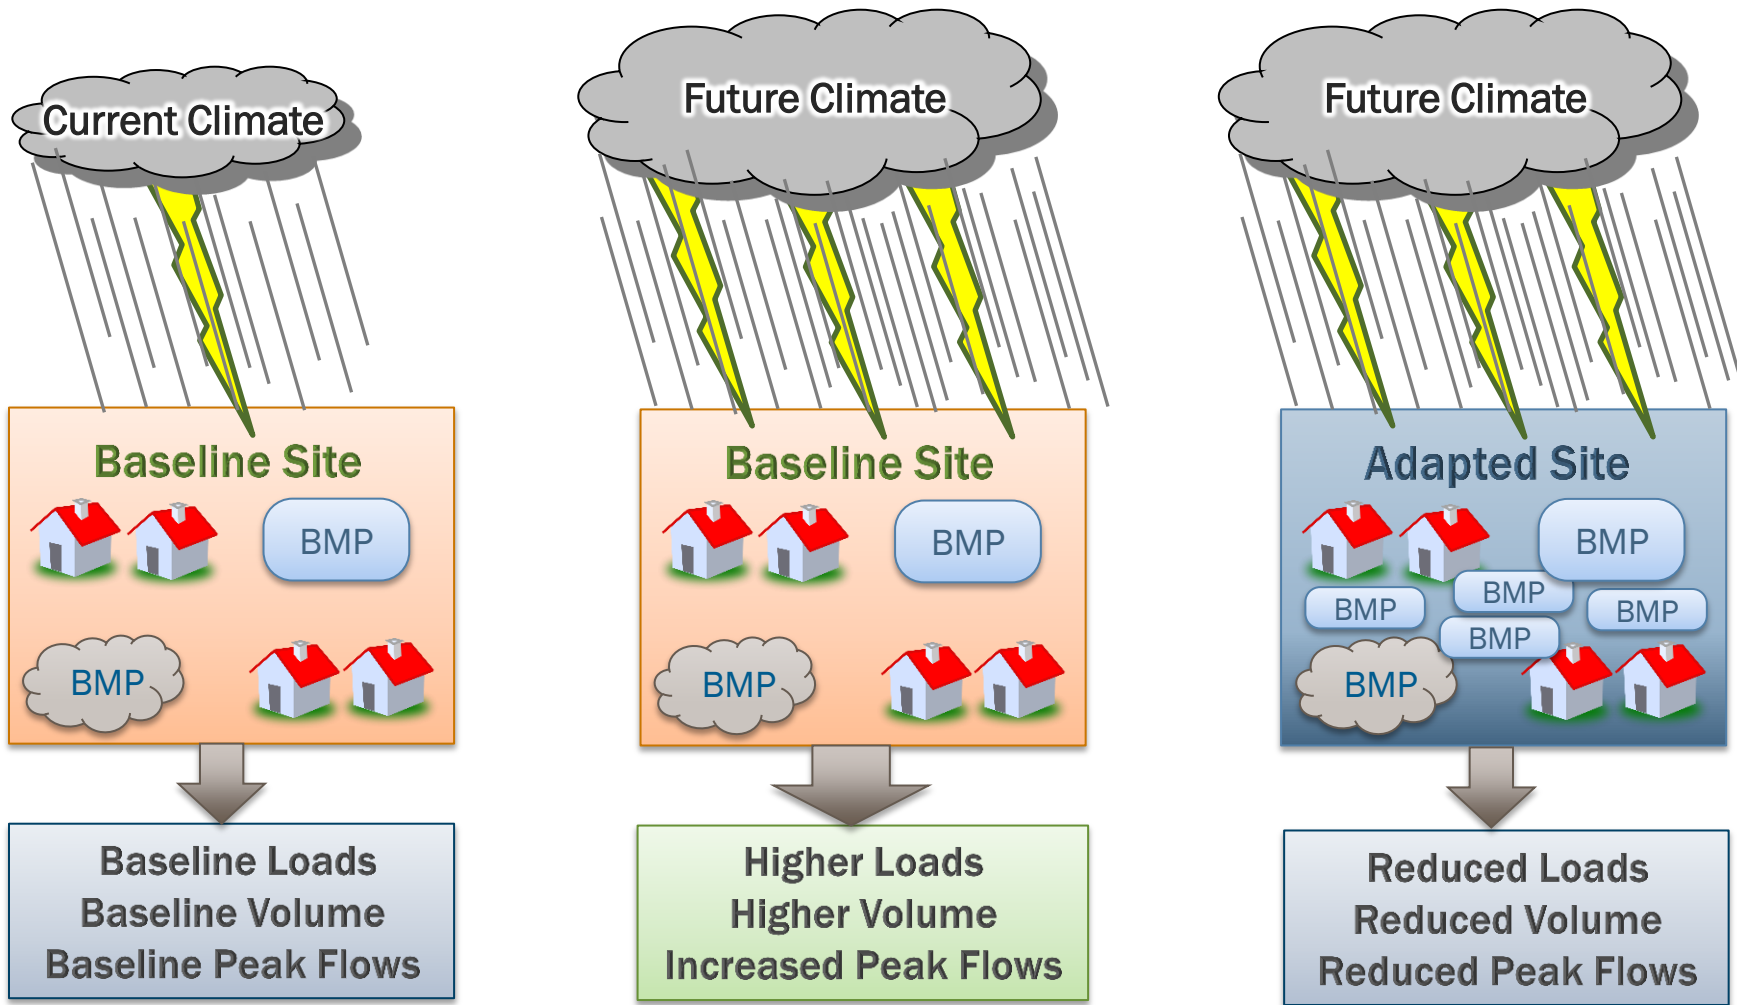 Current Climate
Baseline Site
BMP
BMP
Baseline Loads
Baseline Volume
Baseline Peak Flows
Future Climate
Baseline Site
BMP
BMP
Higher Loads
Higher Volume
Increased Peak Flows
Future Climate
Adapted Site
BMP
BMP
BMP
BMP
BMP
BMP
Reduced Loads
Reduced Volume
Reduced Peak Flows